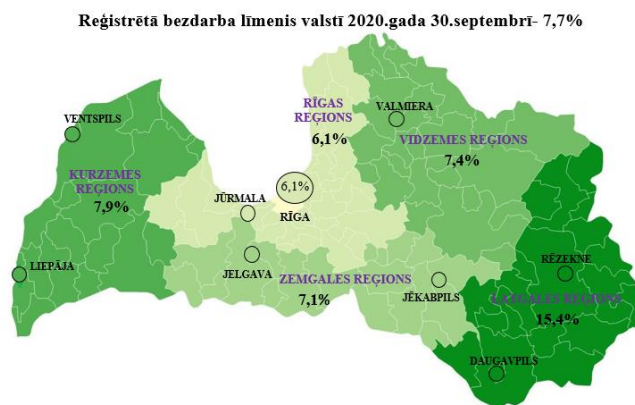 Reģistrētā bezdarba līmenis valstī 2020.gada 30.septembrī- 7,7%
RĪGAS
REĢIONS
6,1%
VENTSPILS
VALMIERA
VIDZEMES REĢIONS
7,4%
KURZEMES
REĢIONS
7,9%
6,1%
JŪRMALA
RĪGA
LIEPĀJA
JELGAVA
ZEMGALES REĢIONS
7,1%
JĒKABPILS
RĒZEKNE
LATGALES REĢIONS
15,4%
DAUGAVPILS